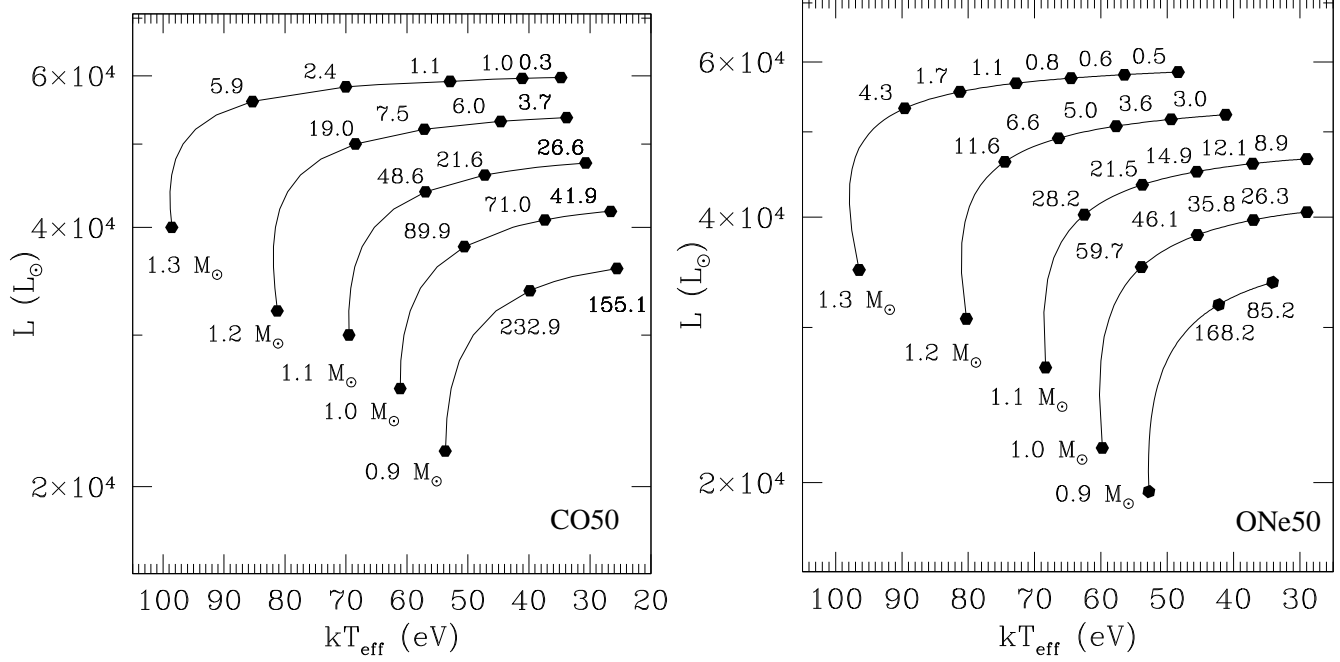 6×10⁴
4×10⁴
2×10⁴
L (L⊙)
5.9 2.4 1.1 1.0 0.3
19.0 7.5 6.0 3.7
48.6 21.6 26.6
89.9 71.0 41.9
232.9 155.1
1.3 M⊙
1.2 M⊙
1.1 M⊙
1.0 M⊙
0.9 M⊙
CO50
100 90 80 70 60 50 40 30 20
kTeff (eV)
6×10⁴
4×10⁴
2×10⁴
L (L⊙)
4.3 1.7 1.1 0.8 0.6 0.5
11.6 6.6 5.0 3.6 3.0
28.2 21.5 14.9 12.1 8.9
59.7 46.1 35.8 26.3
168.2 85.2
1.3 M⊙
1.2 M⊙
1.1 M⊙
1.0 M⊙
0.9 M⊙
ONe50
100 90 80 70 60 50 40 30
kTeff (eV)